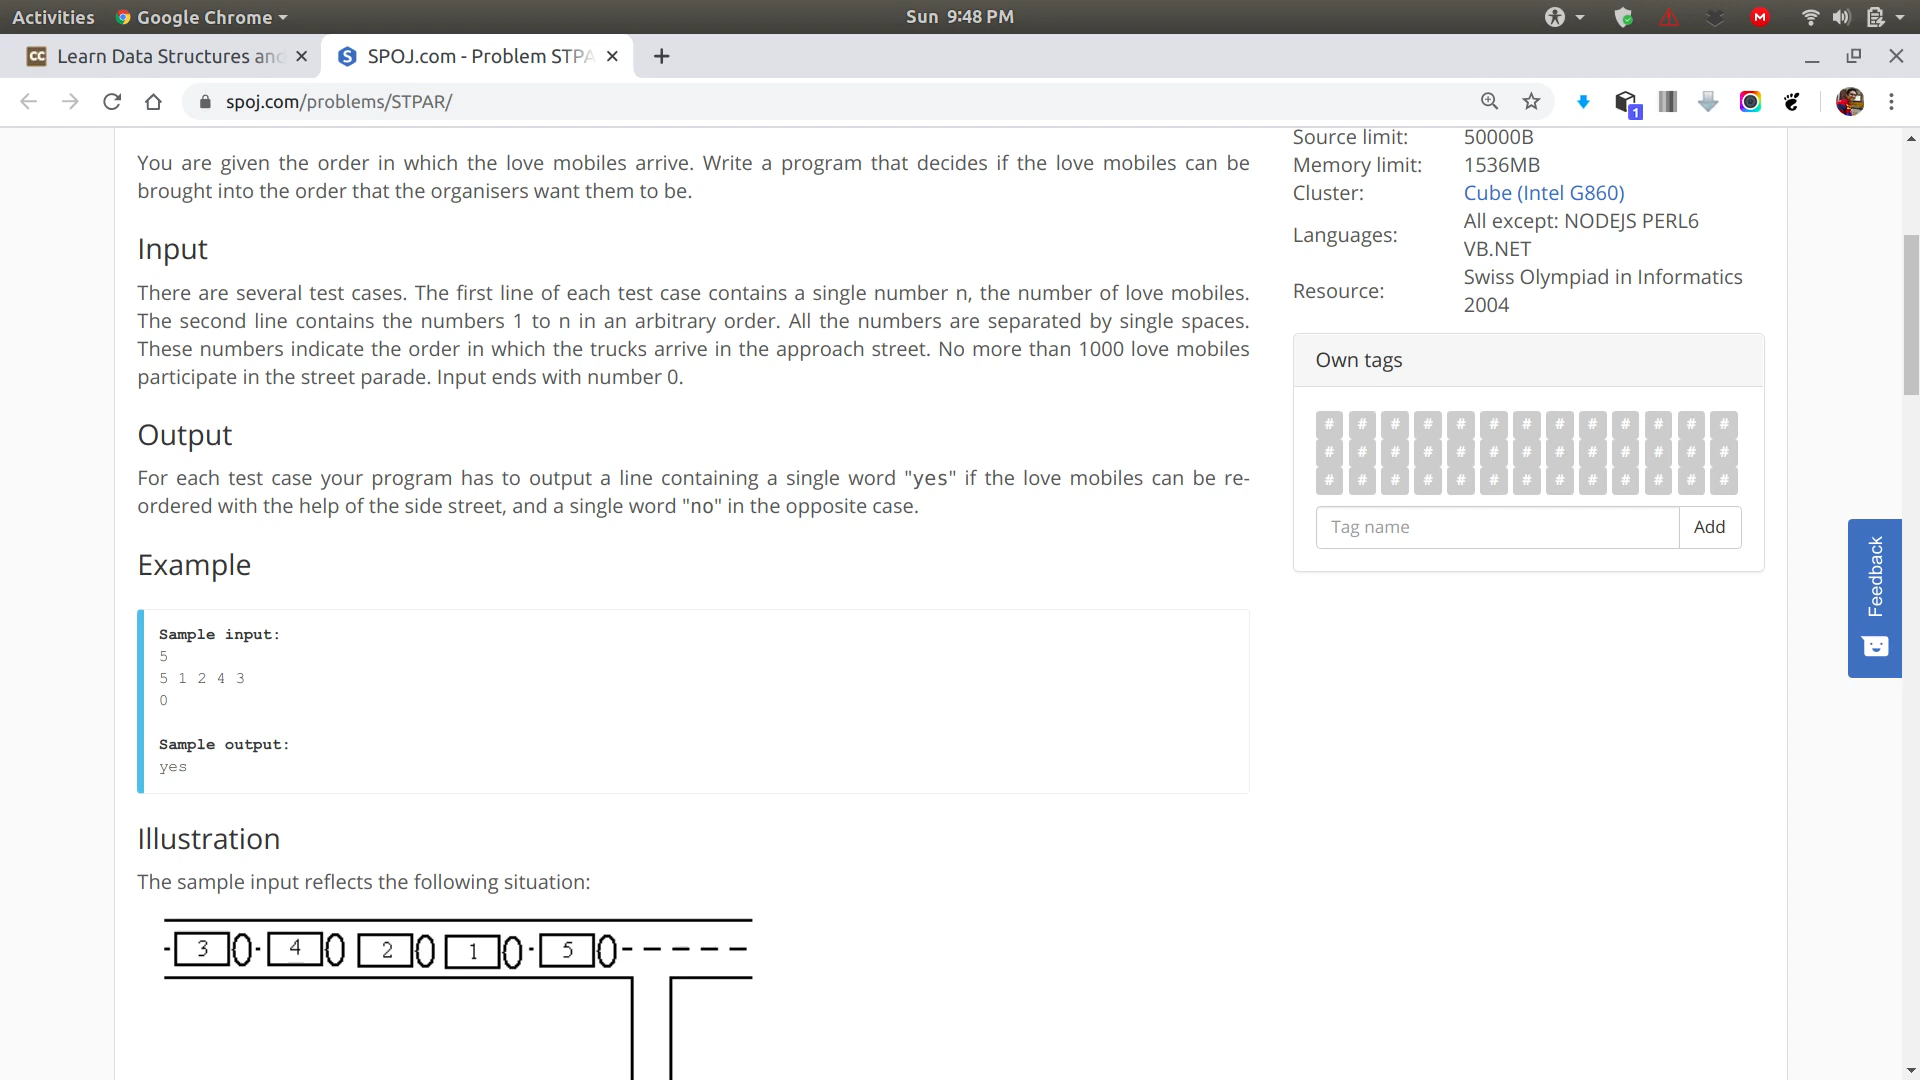 Activities
Google Chrome
Sun 9:48 PM
M
CC
Learn Data Structures and
S
SPOJ.com - Problem STPA
spoj.com/problems/STPAR/
1
You are given the order in which the love mobiles arrive. Write a program that decides if the love mobiles can be
brought into the order that the organisers want them to be.
Input
There are several test cases. The first line of each test case contains a single number n, the number of love mobiles.
The second line contains the numbers 1 to n in an arbitrary order. All the numbers are separated by single spaces.
These numbers indicate the order in which the trucks arrive in the approach street. No more than 1000 love mobiles
participate in the street parade. Input ends with number 0.
Output
For each test case your program has to output a line containing a single word "yes" if the love mobiles can be re-
ordered with the help of the side street, and a single word "no" in the opposite case.
Example
Sample input:
5
5 1 2 4 3
0
Sample output:
yes
Illustration
The sample input reflects the following situation:
3 4 2 1 5
Source limit: 50000B
Memory limit: 1536MB
Cluster: Cube (Intel G860)
Languages: All except: NODEJS PERL6
VB.NET
Resource: Swiss Olympiad in Informatics
2004
Own tags
# # # # # # # # # # # # #
# # # # # # # # # # # # #
# # # # # # # # # # # # #
Tag name
Add
Feedback